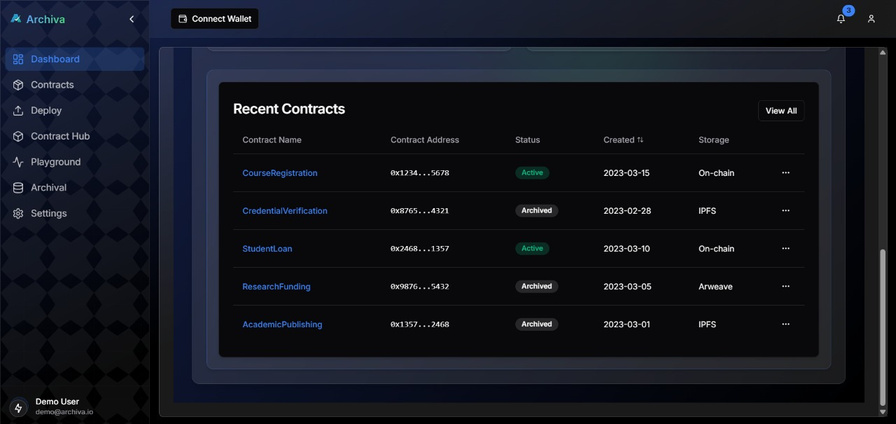 Archiva
Connect Wallet
3
Dashboard
Contracts
Deploy
Contract Hub
Playground
Archival
Settings
Demo User
demo@archiva.io
Recent Contracts
View All
Contract Name Contract Address Status Created Storage
CourseRegistration 0x1234...5678 Active 2023-03-15 On-chain
CredentialVerification 0x8765...4321 Archived 2023-02-28 IPFS
StudentLoan 0x2468...1357 Active 2023-03-10 On-chain
ResearchFunding 0x9876...5432 Archived 2023-03-05 Arweave
AcademicPublishing 0x1357...2468 Archived 2023-03-01 IPFS